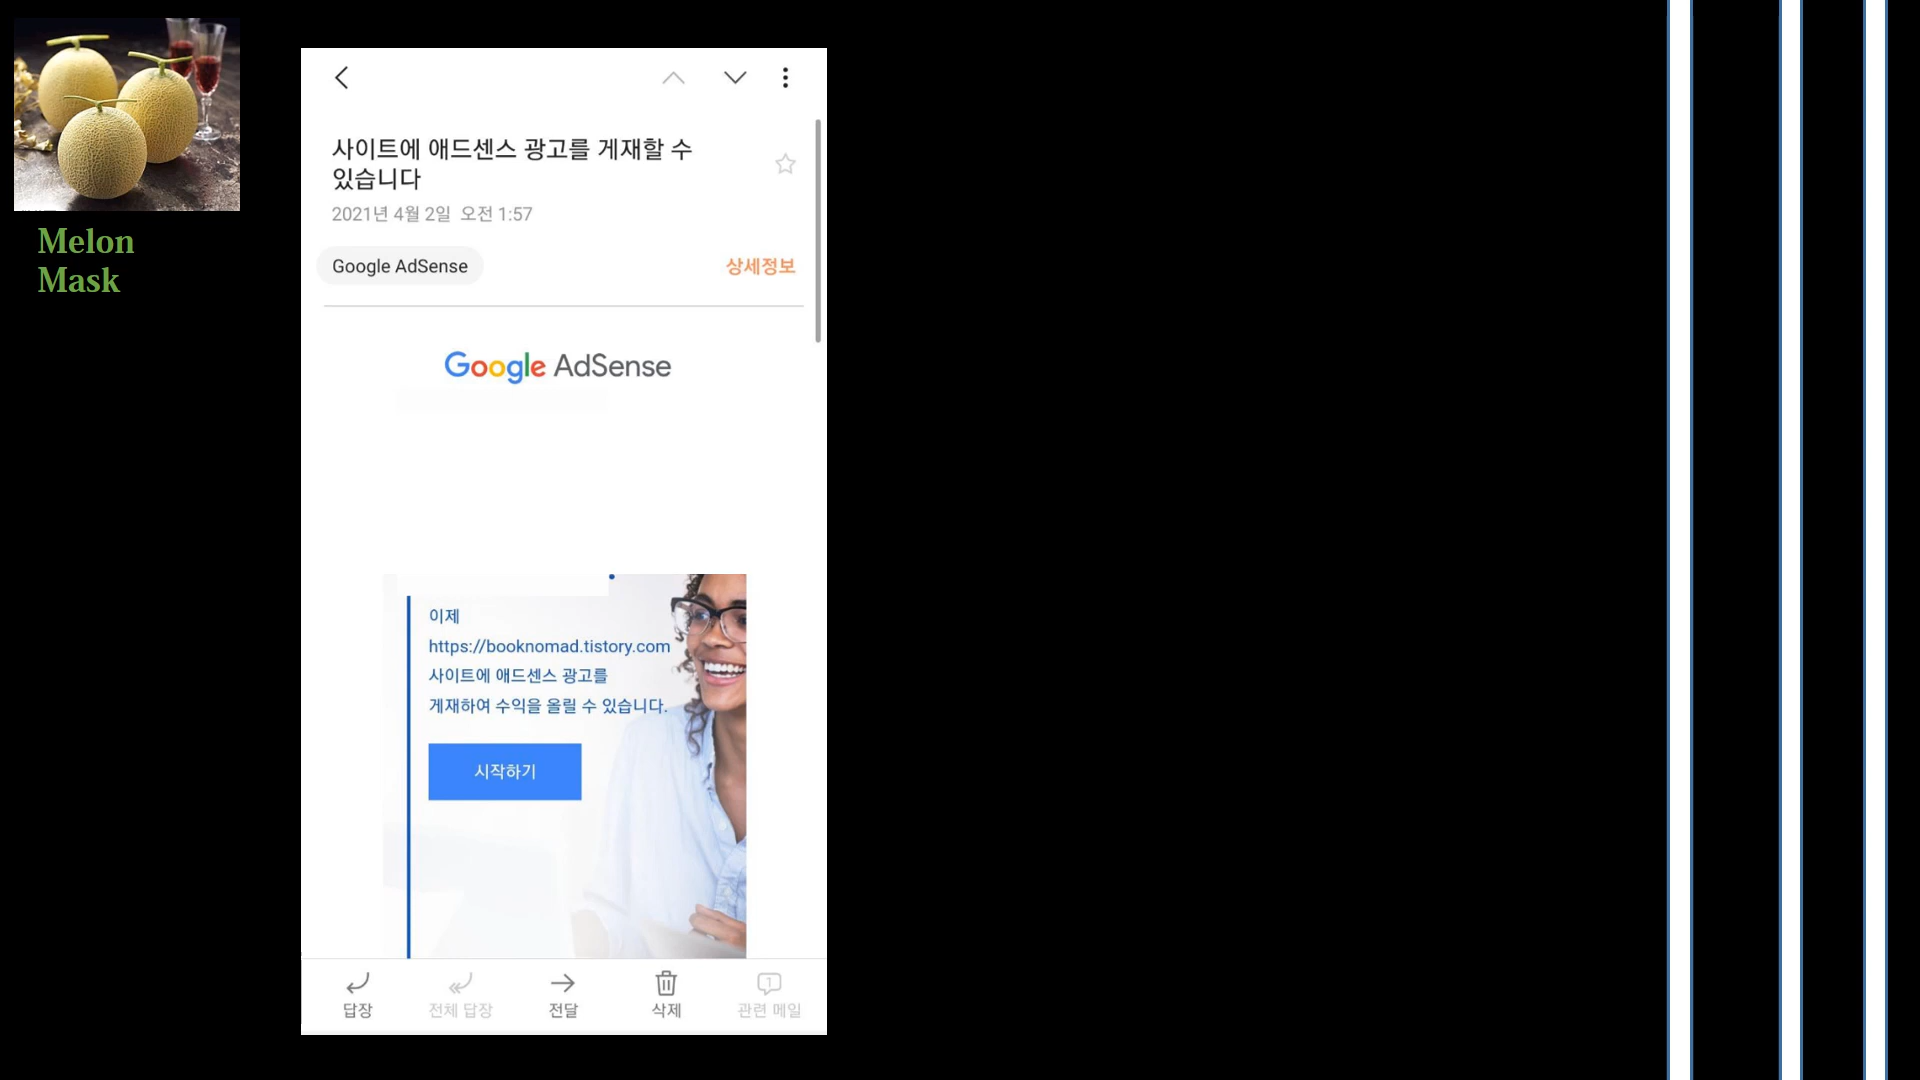 Melon
Mask
사이트에 애드센스 광고를 게재할 수
있습니다
2021년 4월 2일 오전 1:57
Google AdSense
상세정보
Google AdSense
이제
https://booknomad.tistory.com
사이트에 애드센스 광고를
게재하여 수익을 올릴 수 있습니다.
시작하기
답장
전체 답장
전달
삭제
1
관련 메일